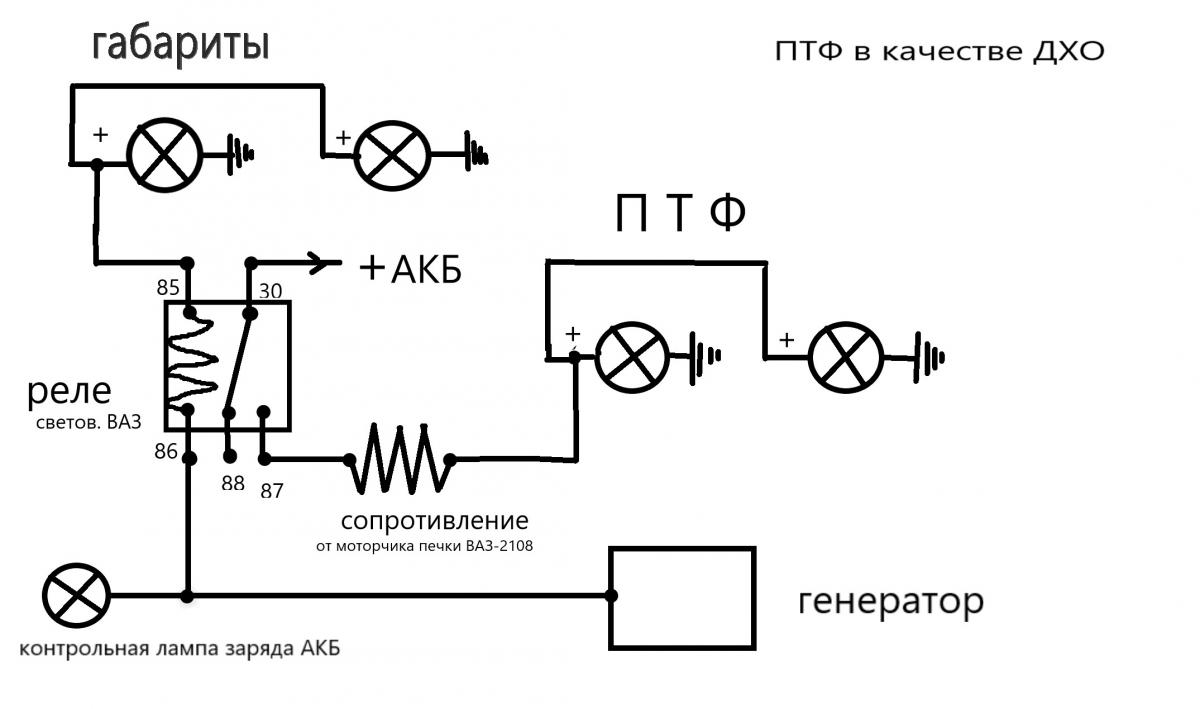 габариты
ПТФ в качестве ДХО
+
+
ПТФ
85
30
+АКБ
+
+
реле
светов. ВАЗ
86
88
87
сопротивление
от моторчика печки ВАЗ-2108
генератор
контрольная лампа заряда АКБ